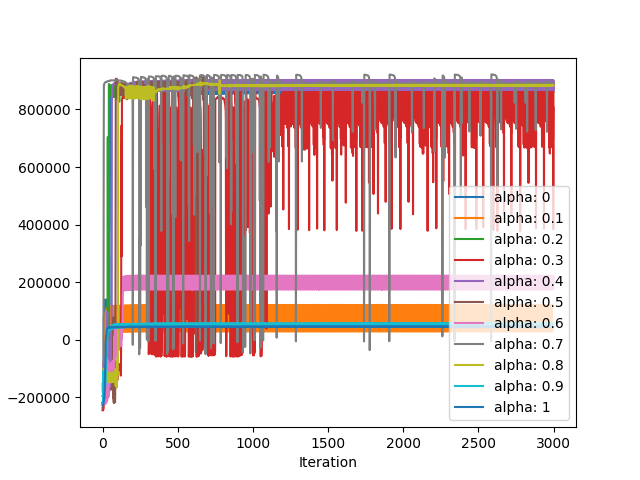 800000
600000
400000
200000
0
−200000
0
500
1000
1500
2000
2500
3000
Iteration
alpha: 0
alpha: 0.1
alpha: 0.2
alpha: 0.3
alpha: 0.4
alpha: 0.5
alpha: 0.6
alpha: 0.7
alpha: 0.8
alpha: 0.9
alpha: 1